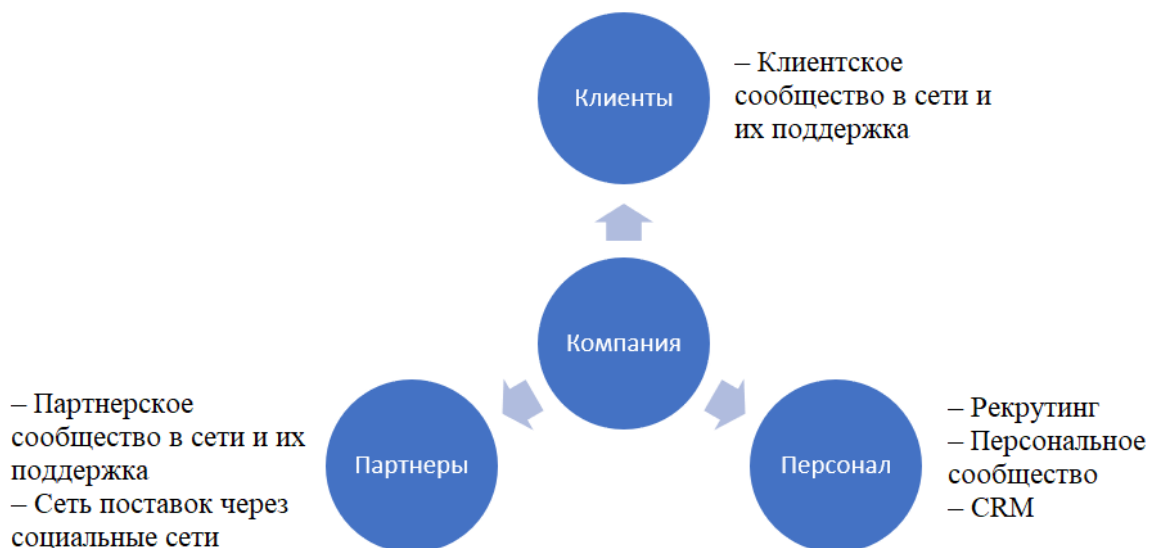 Клиенты
– Клиентское
сообщество в сети и
их поддержка
Компания
– Партнерское
сообщество в сети и их
поддержка
– Сеть поставок через
социальные сети
Партнеры
Персонал
– Рекрутинг
– Персональное
сообщество
– CRM